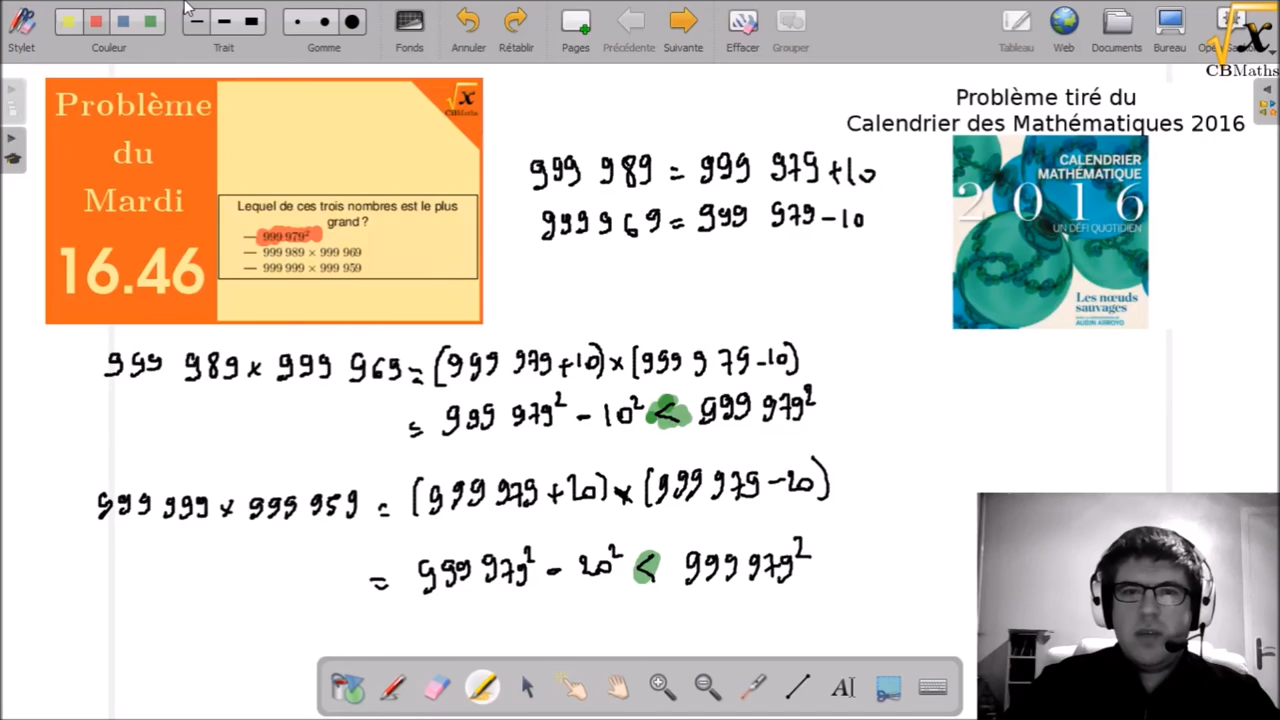 Stylet Couleur Trait Gomme Fonds Annuler Rétablir Pages Précédente Suivante Effacer Grouper Tableau Web Documents Bureau
√x
CBMaths
Problème
du
Mardi
16.46
√x
CBMaths
Lequel de ces trois nombres est le plus
grand ?
— 999 979²
— 999 989 × 999 969
— 999 999 × 999 959
999 989 = 999 979 + 10
999 969 = 999 979 - 10
Problème tiré du
Calendrier des Mathématiques 2016
CALENDRIER
MATHÉMATIQUE
2016
UN DÉFI QUOTIDIEN
Les nœuds
sauvages
999 989 × 999 969 = (999 979 + 10) × (999 979 - 10)
= 999 979² - 10² < 999 979²
999 999 × 999 959 = (999 979 + 20) × (999 979 - 20)
= 999 979² - 20² < 999 979²